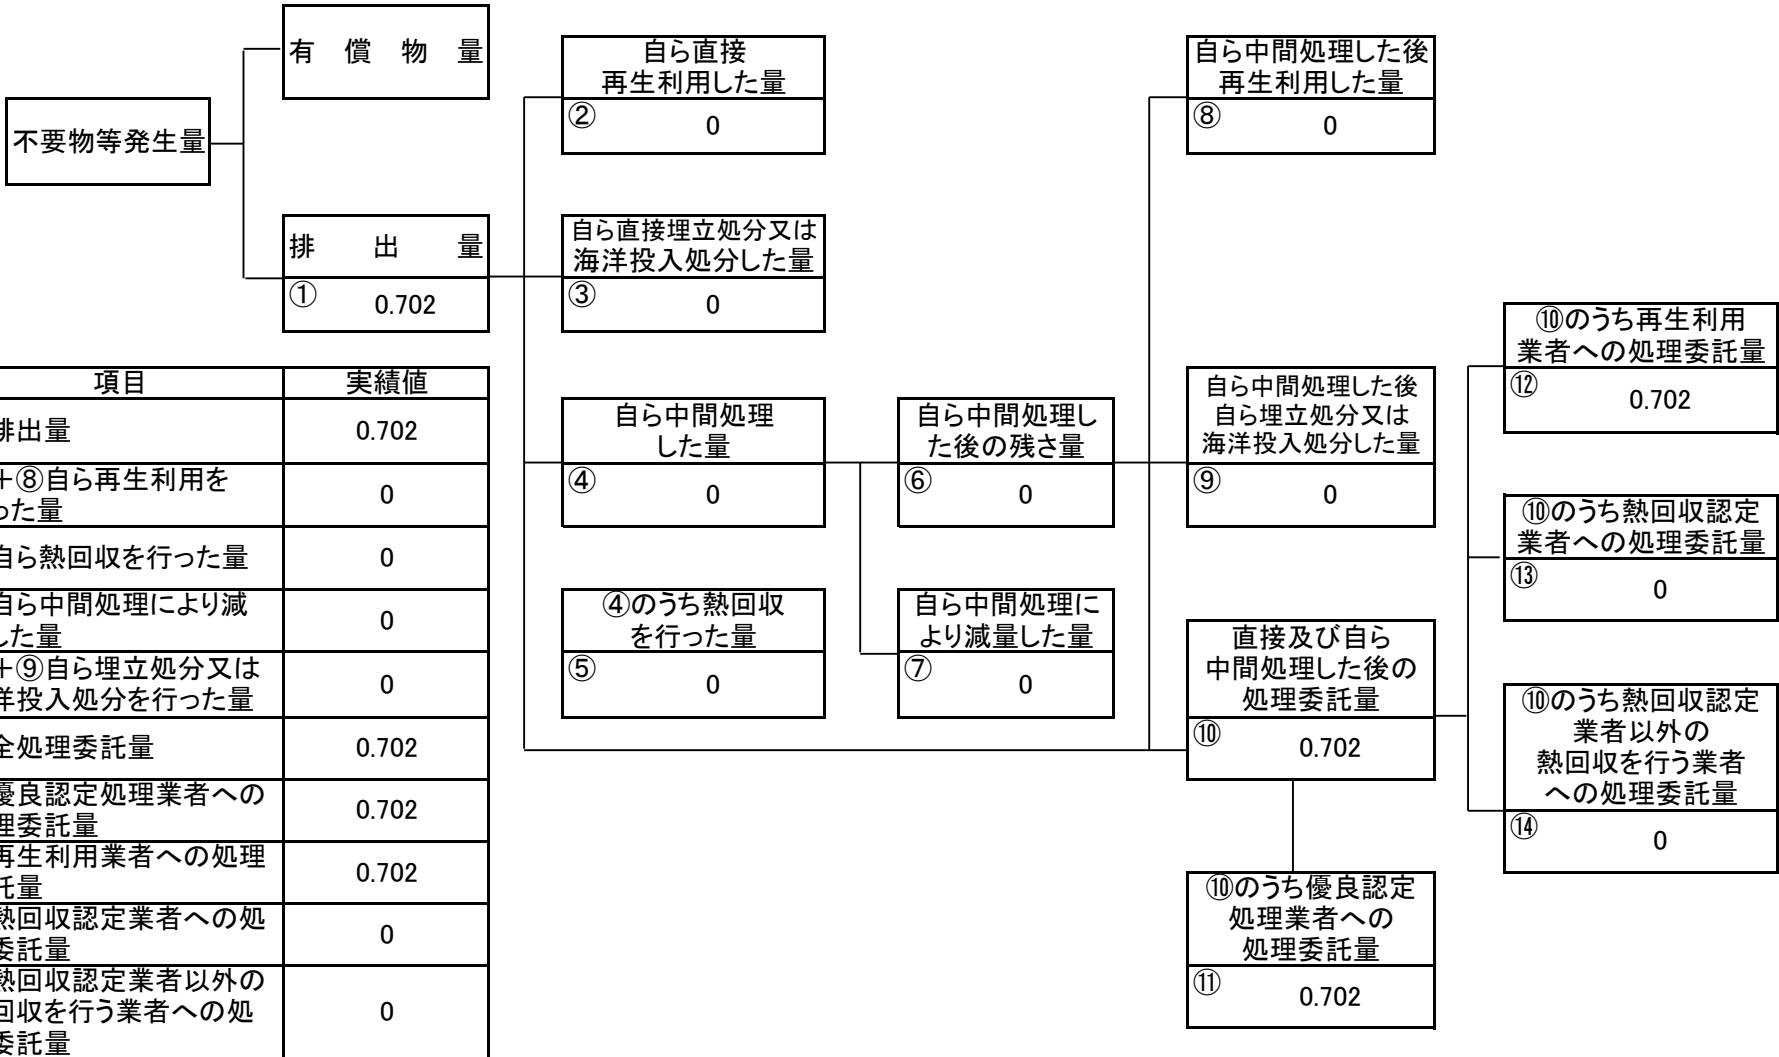 有償物量
不要物等発生量
排出量
① 0.702
自ら直接
再生利用した量
② 0
自ら直接埋立処分又は
海洋投入処分した量
③ 0
自ら中間処理
した量
④ 0
④のうち熱回収
を行った量
⑤ 0
自ら中間処理し
た後の残さ量
⑥ 0
自ら中間処理に
より減量した量
⑦ 0
自ら中間処理した後
再生利用した量
⑧ 0
自ら中間処理した後
自ら埋立処分又は
海洋投入処分した量
⑨ 0
直接及び自ら
中間処理した後の
処理委託量
⑩ 0.702
⑩のうち優良認定
処理業者への
処理委託量
⑪ 0.702
⑩のうち再生利用
業者への処理委託量
⑫ 0.702
⑩のうち熱回収認定
業者への処理委託量
⑬ 0
⑩のうち熱回収認定
業者以外の
熱回収を行う業者
への処理委託量
⑭ 0
項目 実績値
排出量 0.702
+⑧自ら再生利用を
った量
0
自ら熱回収を行った量 0
自ら中間処理により減
した量
0
+⑨自ら埋立処分又は
洋投入処分を行った量
0
全処理委託量 0.702
優良認定処理業者への
理委託量
0.702
再生利用業者への処理
託量
0.702
熱回収認定業者への処
委託量
0
熱回収認定業者以外の
回収を行う業者への処
委託量
0